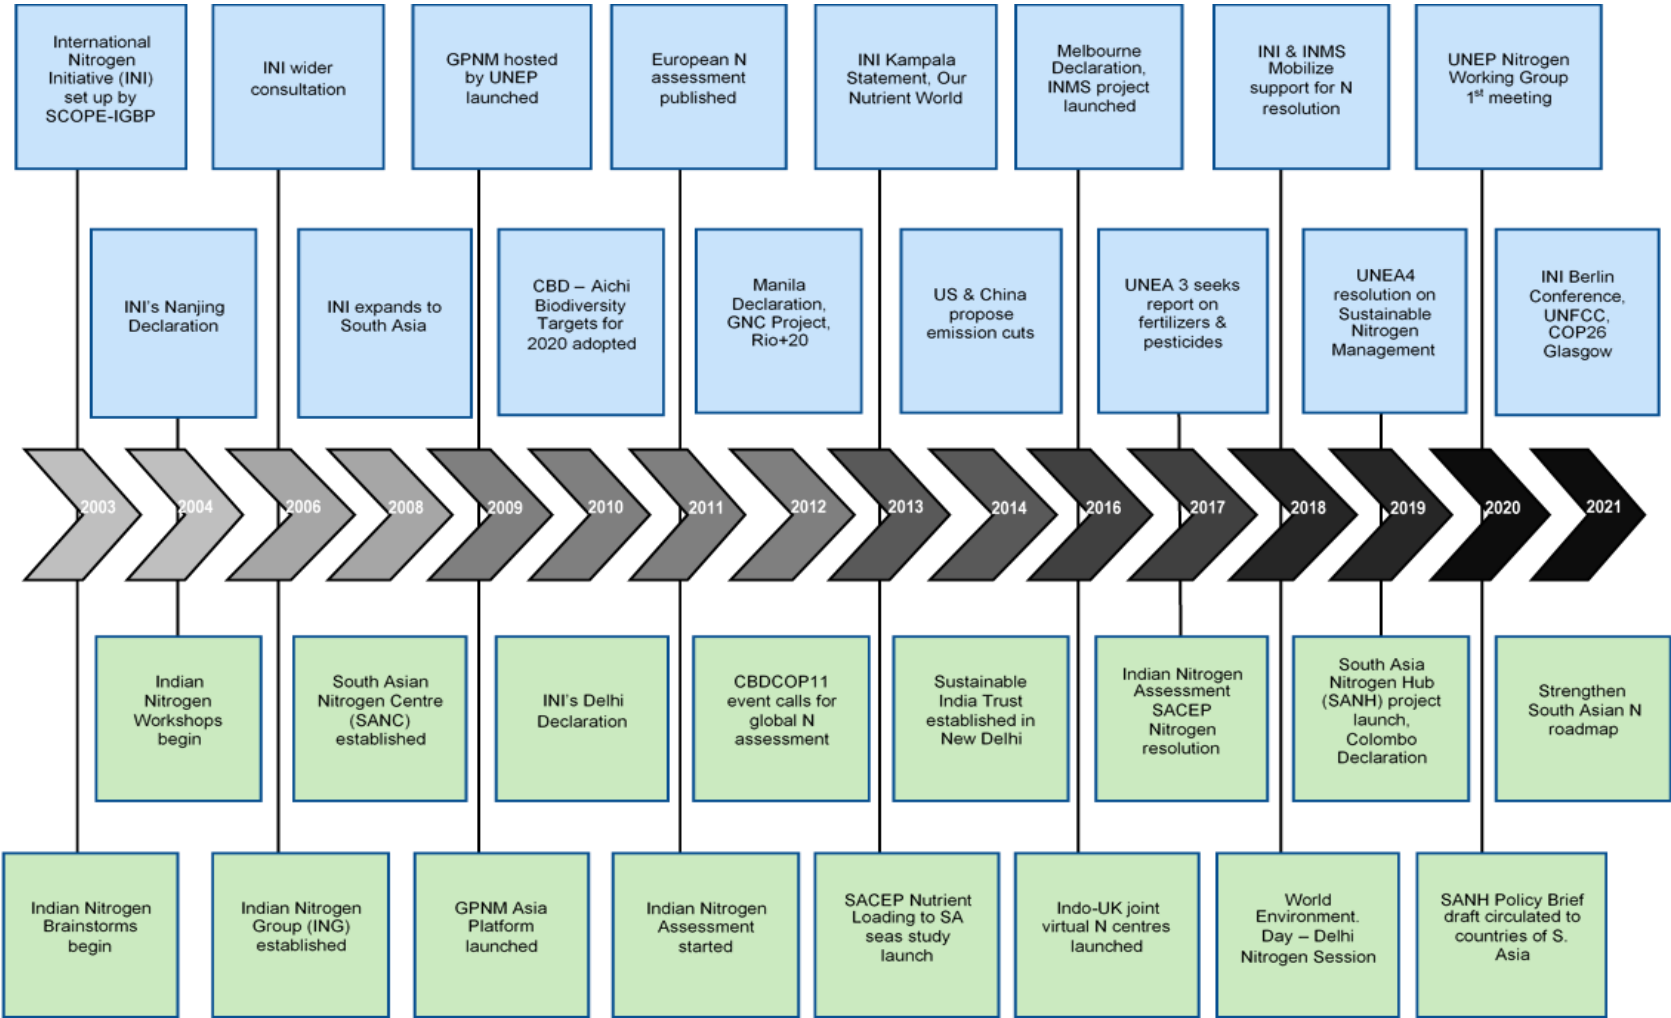 International
Nitrogen
Initiative (INI)
set up by
SCOPE-IGBP
INI wider
consultation
GPNM hosted
by UNEP
launched
European N
assessment
published
INI Kampala
Statement, Our
Nutrient World
Melbourne
Declaration,
INMS project
launched
INI & INMS
Mobilize
support for N
resolution
UNEP Nitrogen
Working Group
1st meeting
INI's Nanjing
Declaration
INI expands to
South Asia
CBD – Aichi
Biodiversity
Targets for
2020 adopted
Manila
Declaration,
GNC Project,
Rio+20
US & China
propose
emission cuts
UNEA 3 seeks
report on
fertilizers &
pesticides
UNEA4
resolution on
Sustainable
Nitrogen
Management
INI Berlin
Conference,
UNFCC,
COP26
Glasgow
2003
2004
2006
2008
2009
2010
2011
2012
2013
2014
2016
2017
2018
2019
2020
2021
Indian
Nitrogen
Workshops
begin
South Asian
Nitrogen Centre
(SANC)
established
INI's Delhi
Declaration
CBDCOP11
event calls for
global N
assessment
Sustainable
India Trust
established in
New Delhi
Indian Nitrogen
Assessment
SACEP
Nitrogen
resolution
South Asia
Nitrogen Hub
(SANH) project
launch,
Colombo
Declaration
Strengthen
South Asian N
roadmap
Indian Nitrogen
Brainstorms
begin
Indian Nitrogen
Group (ING)
established
GPNM Asia
Platform
launched
Indian Nitrogen
Assessment
started
SACEP Nutrient
Loading to SA
seas study
launch
Indo-UK joint
virtual N centres
launched
World
Environment.
Day – Delhi
Nitrogen Session
SANH Policy Brief
draft circulated to
countries of S.
Asia